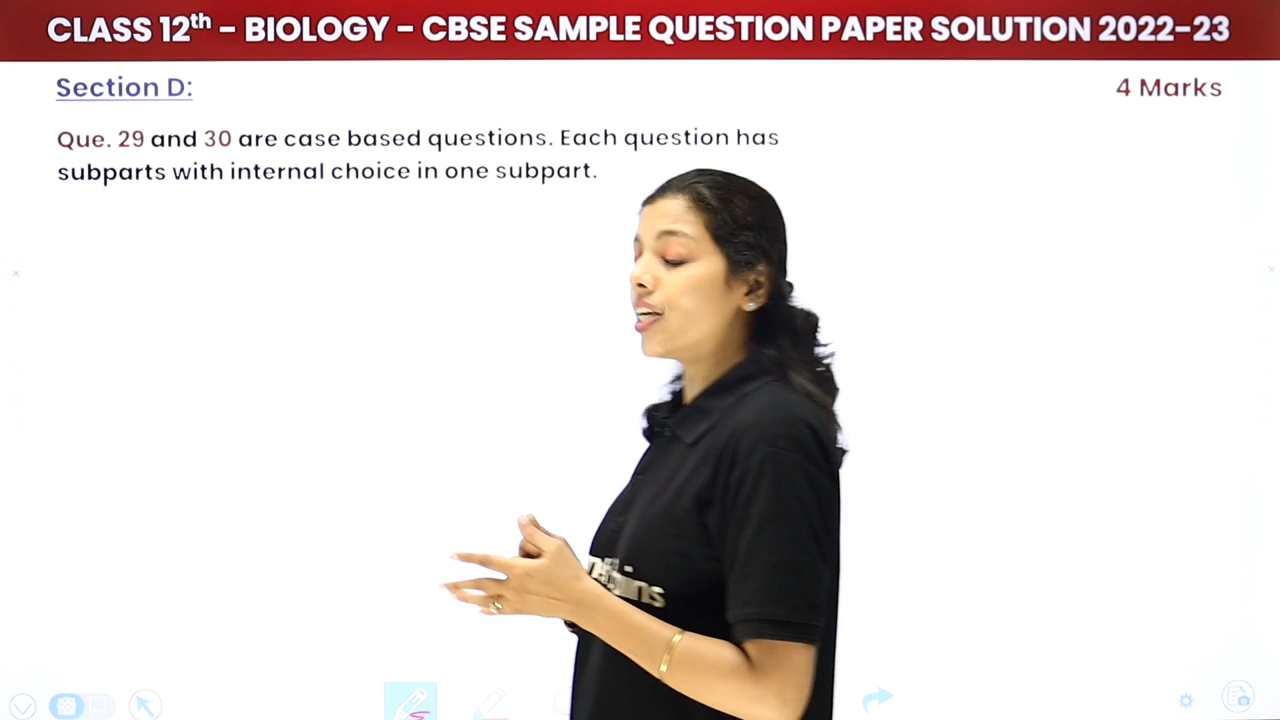 CLASS 12th - BIOLOGY - CBSE SAMPLE QUESTION PAPER SOLUTION 2022-23
Section D:
4 Marks
Que. 29 and 30 are case based questions. Each question has
subparts with internal choice in one subpart.